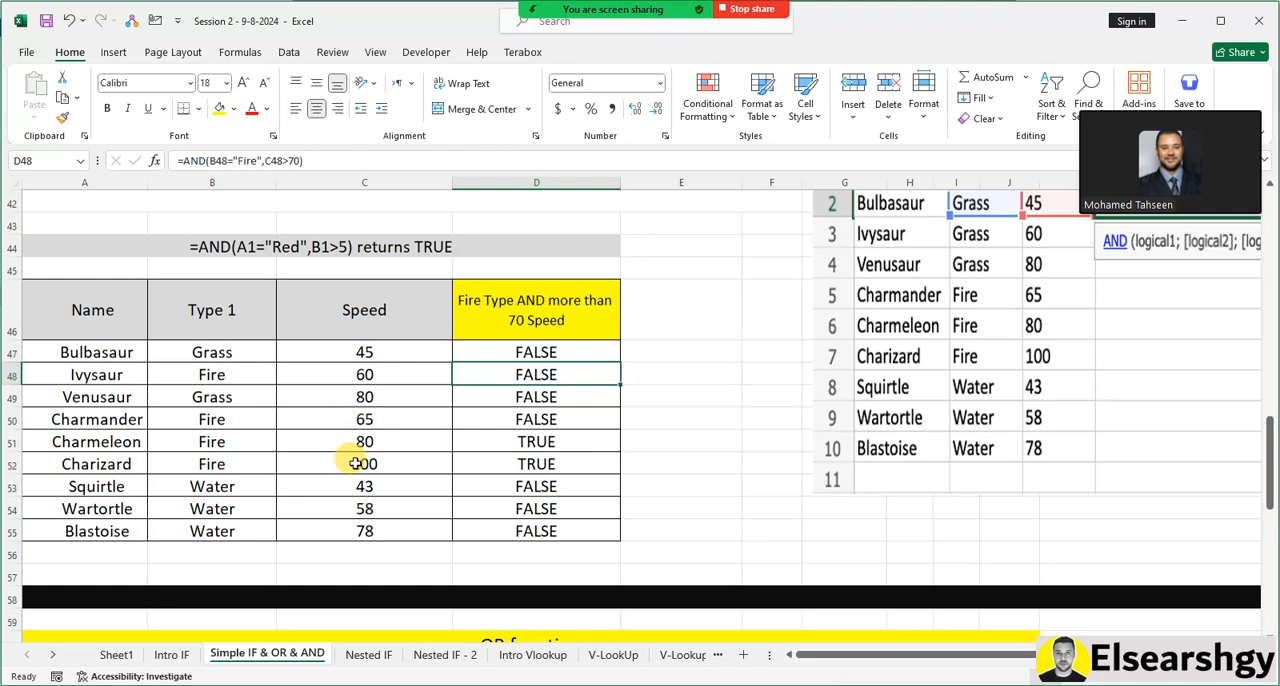 You are screen sharing
Stop share
Session 2 - 9-8-2024 - Excel
Search
Sign in
File Home Insert Page Layout Formulas Data Review View Developer Help Terabox
Share
Paste
Calibri 18
Wrap Text
General
Merge & Center
Conditional Formatting
Format as Table
Cell Styles
Insert
Delete
Format
AutoSum
Fill
Clear
Sort &
Find &
Add-ins
Save to
Clipboard Font Alignment Number Styles Cells Editing
Mohamed Tahseen
D48 fx =AND(B48="Fire",C48>70)
A B C D E F G H I J
42
43
44 =AND(A1="Red",B1>5) returns TRUE
45
46 Name Type 1 Speed Fire Type AND more than 70 Speed
47 Bulbasaur Grass 45 FALSE
48 Ivysaur Fire 60 FALSE
49 Venusaur Grass 80 FALSE
50 Charmander Fire 65 FALSE
51 Charmeleon Fire 80 TRUE
52 Charizard Fire 100 TRUE
53 Squirtle Water 43 FALSE
54 Wartortle Water 58 FALSE
55 Blastoise Water 78 FALSE
56
57
58
59
2 Bulbasaur Grass 45
3 Ivysaur Grass 60
AND (logical1; [logical2]; [log
4 Venusaur Grass 80
5 Charmander Fire 65
6 Charmeleon Fire 80
7 Charizard Fire 100
8 Squirtle Water 43
9 Wartortle Water 58
10 Blastoise Water 78
11
OR
Sheet1 Intro IF Simple IF & OR & AND Nested IF Nested IF - 2 Intro Vlookup V-LookUp V-Lookup ...
Ready Accessibility: Investigate
Elsearshgy